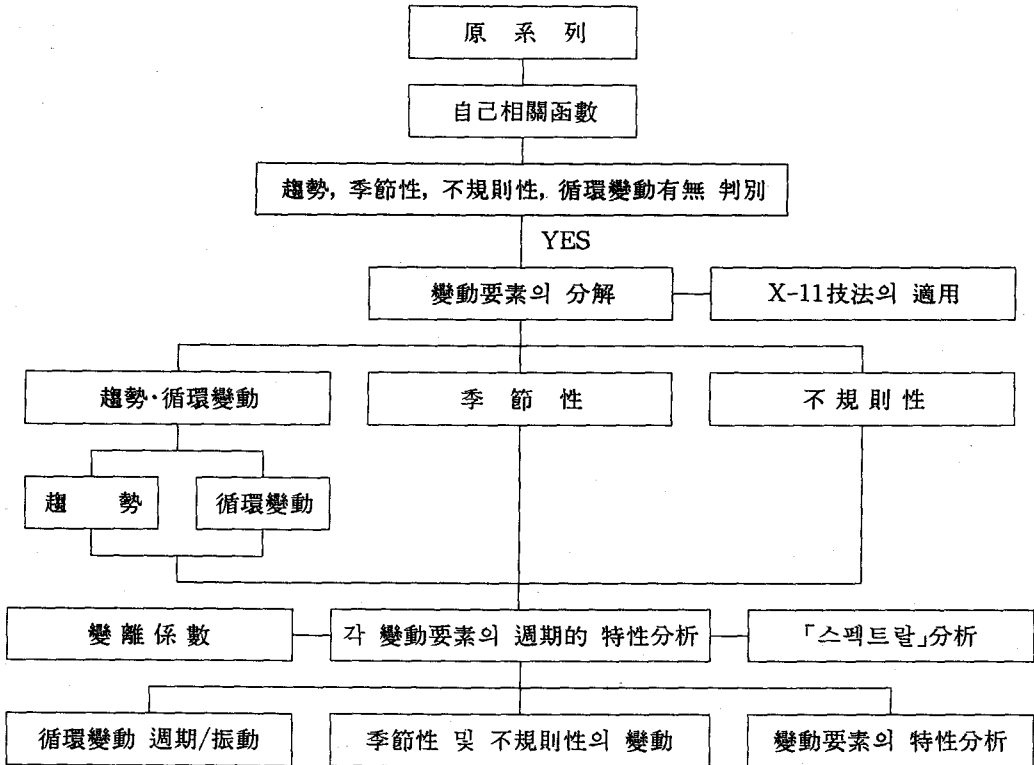 原 系 列
自己相關函數
趨勢, 季節性, 不規則性, 循環變動有無 判別
YES
變動要素의 分解
X-11技法의 適用
趨勢·循環變動
季 節 性
不 規 則 性
趨 勢
循環變動
變 離 係 數
각 變動要素의 週期的 特性分析
「스펙트랄」分析
循環變動 週期/振動
季節性 및 不規則性의 變動
變動要素의 特性分析